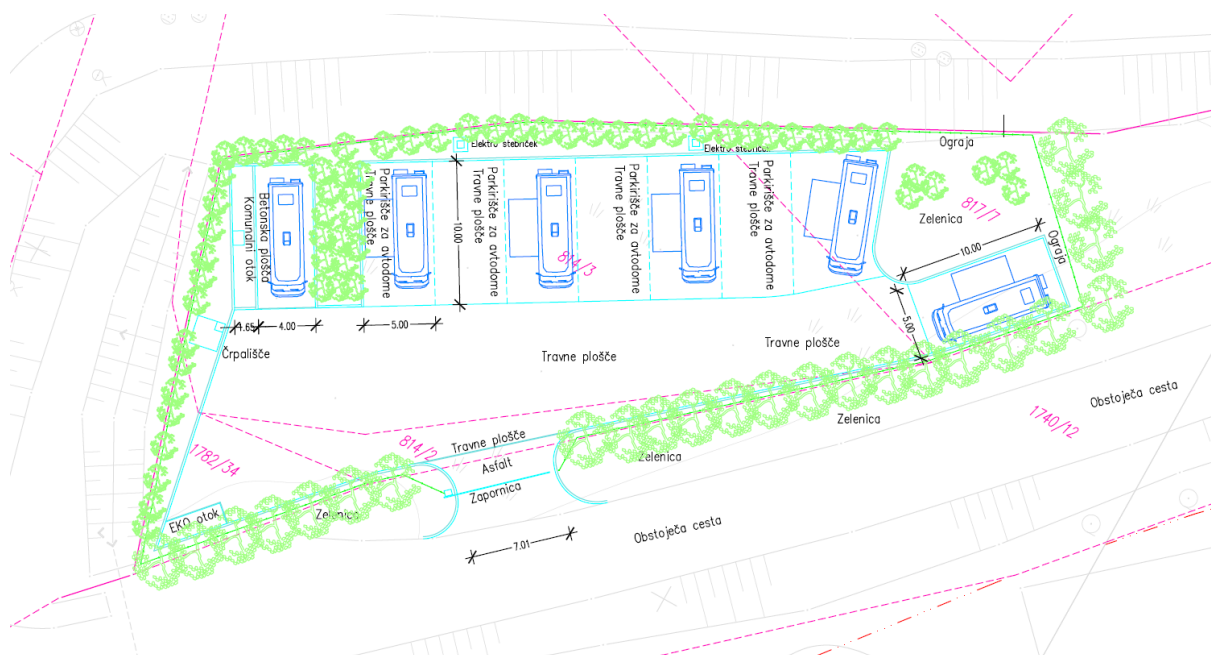 Elektro stebriček
Elektro stebriček
Ograja
Betonska plošča
Komunalni otok
Parkirišče za avtodome
Travne plošče
10.00
Parkirišče za avtodome
Travne plošče
Parkirišče za avtodome
Travne plošče
Parkirišče za avtodome
Travne plošče
817/7
Zelenica
Ograja
10.00
814/3
5.00
1.65
4.00
5.00
Črpališče
Travne plošče
Travne plošče
Obstoječa cesta
1740/12
Zelenica
1782/34
814/2
Travne plošče
Asfalt
Zapornica
Zelenica
EKO otok
Zelenica
7.01
Obstoječa cesta